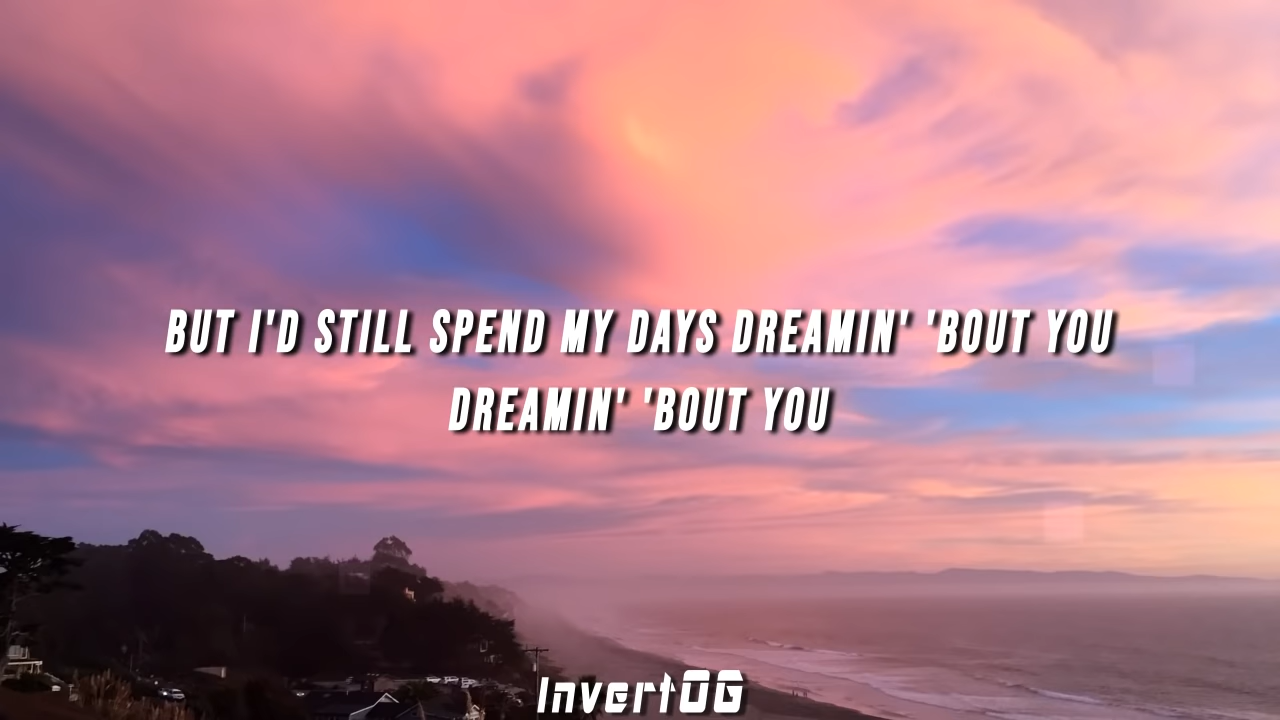 BUT I'D STILL SPEND MY DAYS DREAMIN' 'BOUT YOU
DREAMIN' 'BOUT YOU
InvertOG